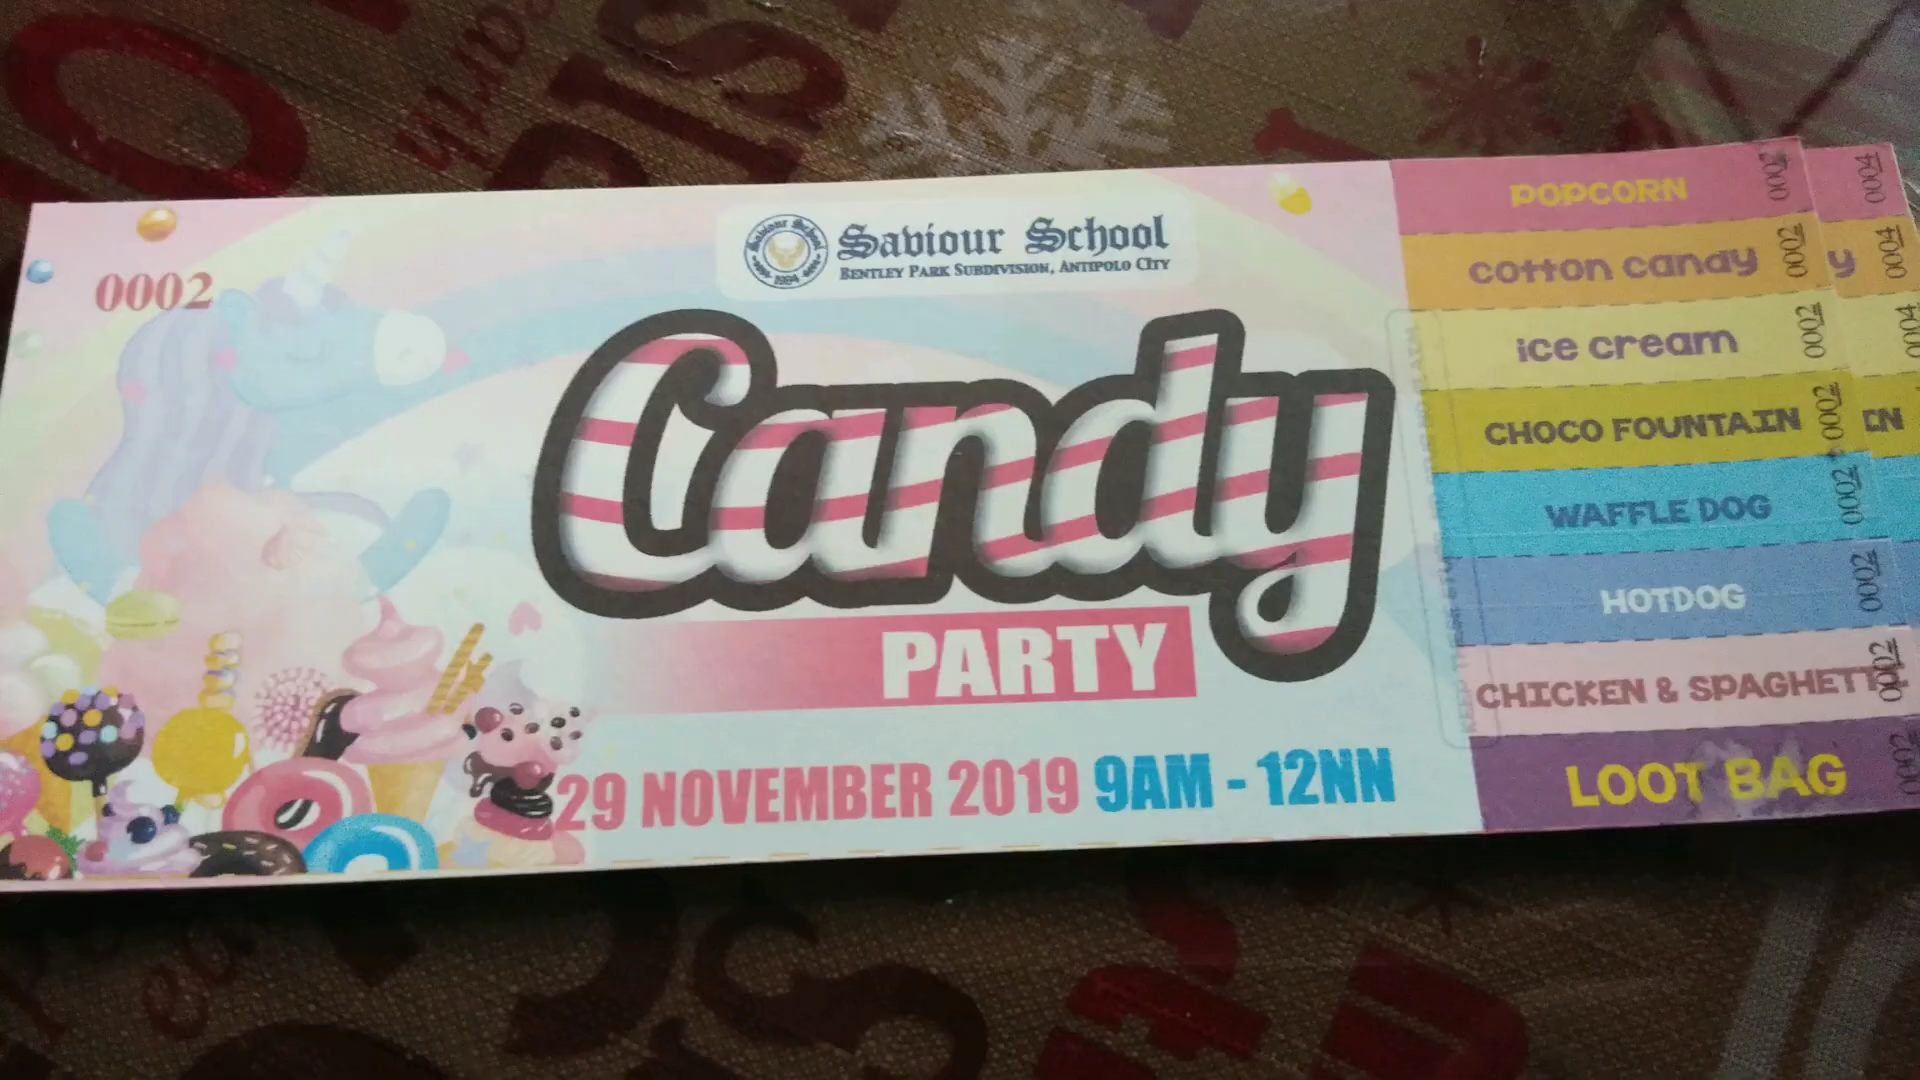 0002
Saviour School
BENTLEY PARK SUBDIVISION, ANTIPOLO CITY
Candy
PARTY
29 NOVEMBER 2019 9AM - 12NN
POPCORN 0002
cotton candy 0002
ice cream 0002
CHOCO FOUNTAIN 0002
WAFFLE DOG 0002
HOTDOG 0002
CHICKEN & SPAGHETTI 0002
LOOT BAG 0002
0004
y 0004
0004
IN